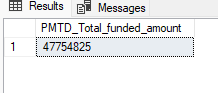 Results Messages
PMTD_Total_funded_amount
1 47754825